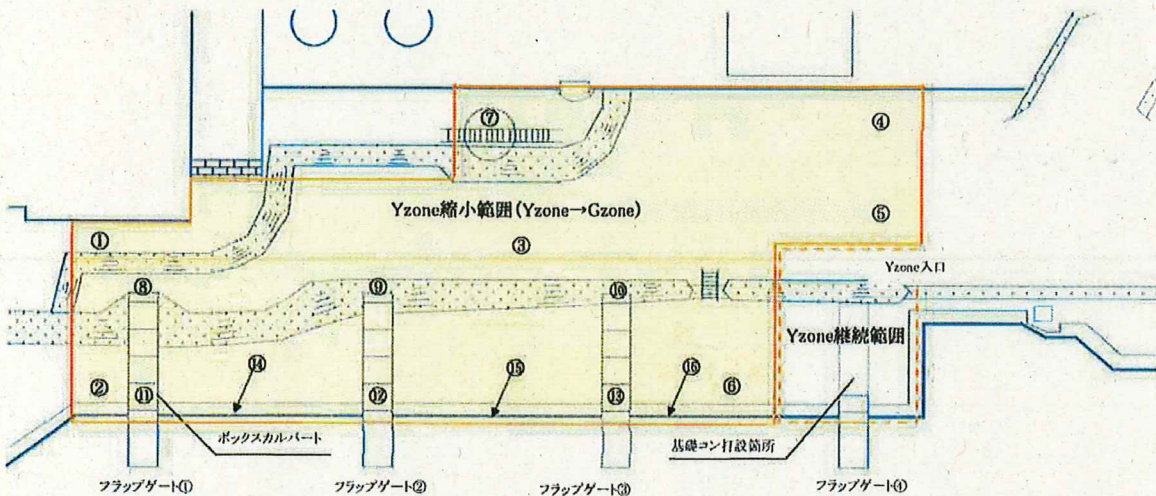 ⑦
④
Yzone縮小範囲(Yzone→Gzone)
⑤
①
③
Yzone入口
⑧
⑨
⑩
Yzone継続範囲
⑭
⑮
⑯
②
⑪
⑫
⑬
⑥
ボックスカルバート
基礎コン打設箇所
フラップゲート①
フラップゲート②
フラップゲート③
フラップゲート④